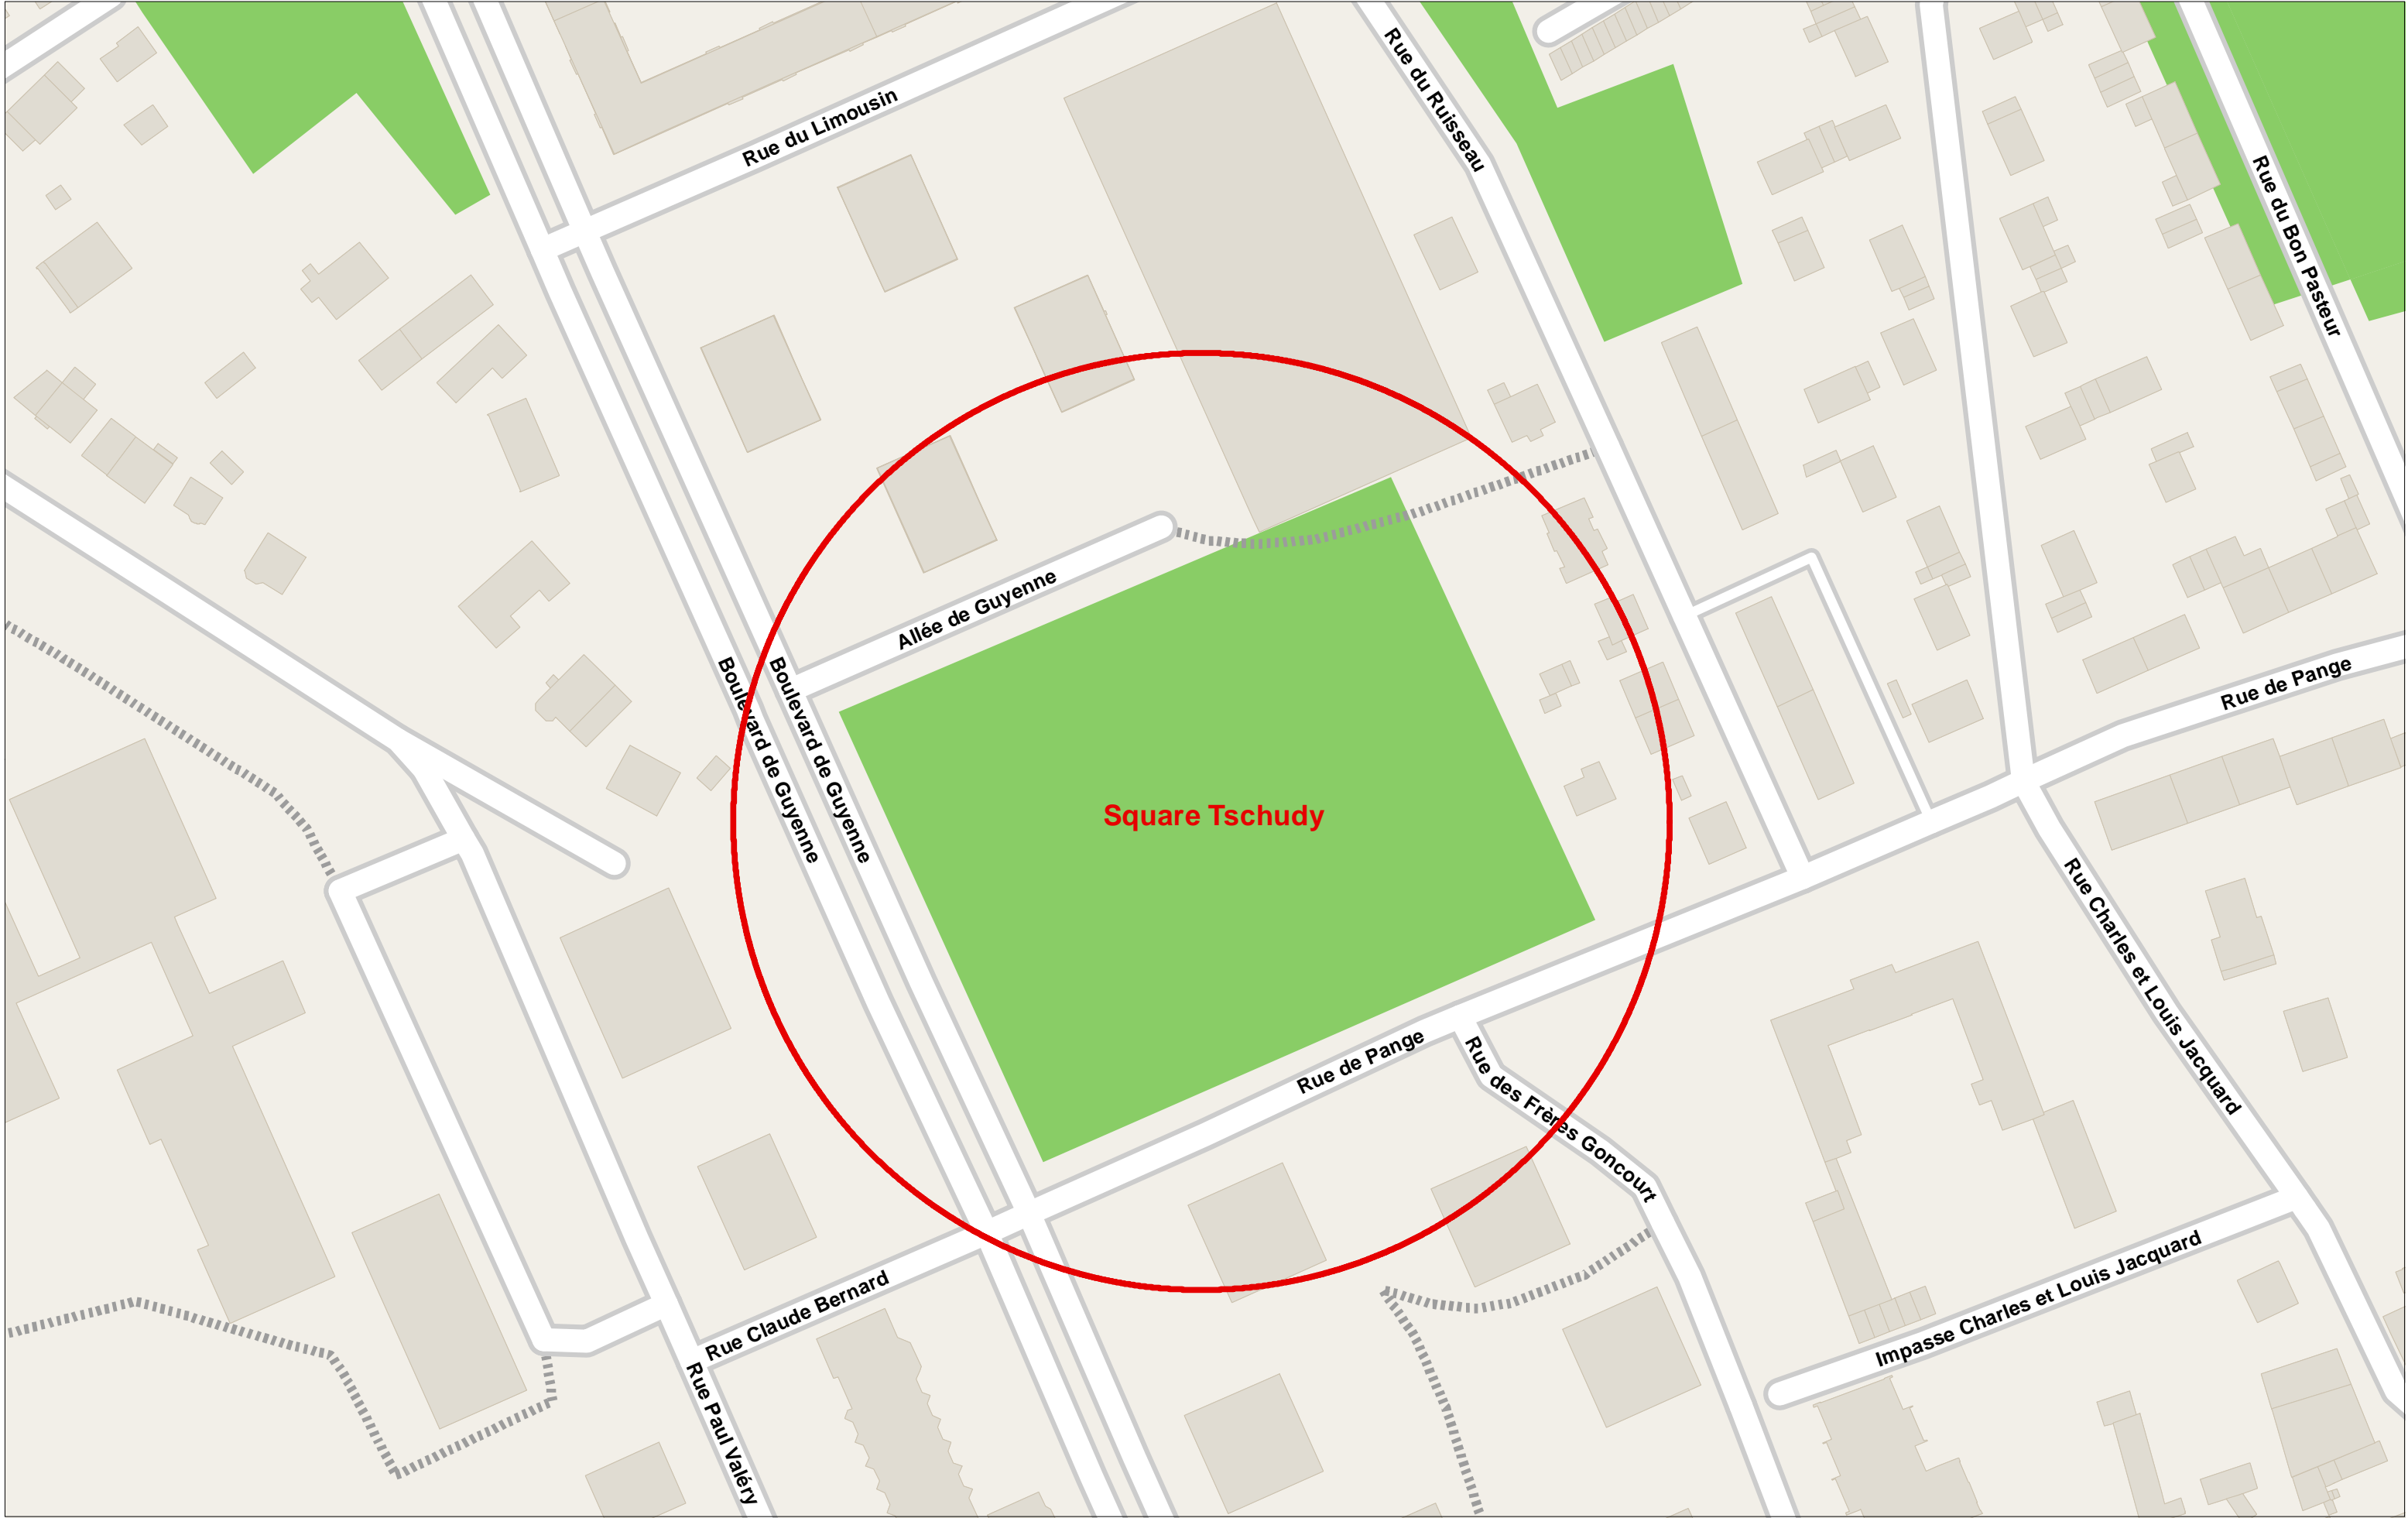 Rue du Limousin
Rue du Ruisseau
Rue du Bon Pasteur
Allée de Guyenne
Boulevard de Guyenne
Boulevard de Guyenne
Rue de Pange
Square Tschudy
Rue Charles et Louis Jacquard
Rue de Pange
Rue des Frères Goncourt
Rue Claude Bernard
Impasse Charles et Louis Jacquard
Rue Paul Valéry